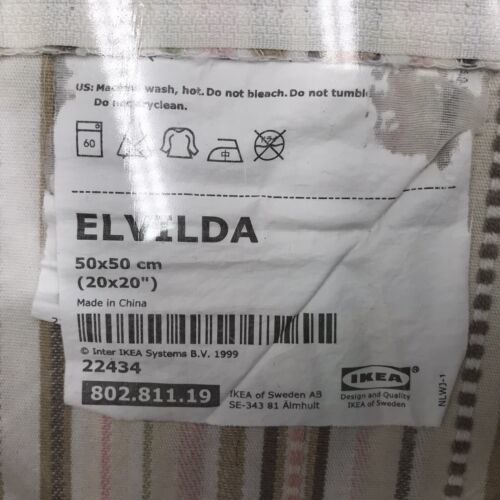 US: Machine wash, hot. Do not bleach. Do not tumble
Do not dryclean.
60
ELVILDA
50x50 cm
(20x20")
Made in China
© Inter IKEA Systems B.V. 1999
22434
802.811.19
IKEA of Sweden AB
SE-343 81 Älmhult
IKEA
Design and Quality
IKEA of Sweden
NLWJ-1